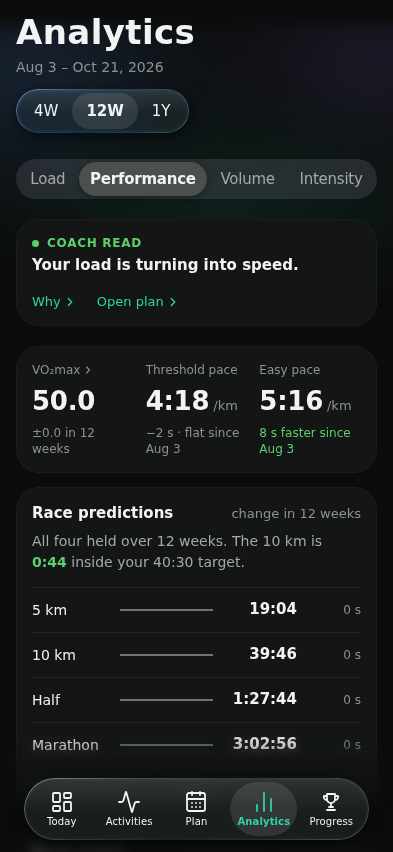 Analytics
Aug 3 – Oct 21, 2026
4W 12W 1Y
Load Performance Volume Intensity
COACH READ
Your load is turning into speed.
Why Open plan
VO₂max Threshold pace Easy pace
50.0 4:18 /km 5:16 /km
±0.0 in 12 weeks
−2 s · flat since Aug 3
8 s faster since Aug 3
Race predictions change in 12 weeks
All four held over 12 weeks. The 10 km is
0:44 inside your 40:30 target.
5 km 19:04 0 s
10 km 39:46 0 s
Half 1:27:44 0 s
Marathon 3:02:56 0 s
Today Activities Plan Analytics Progress